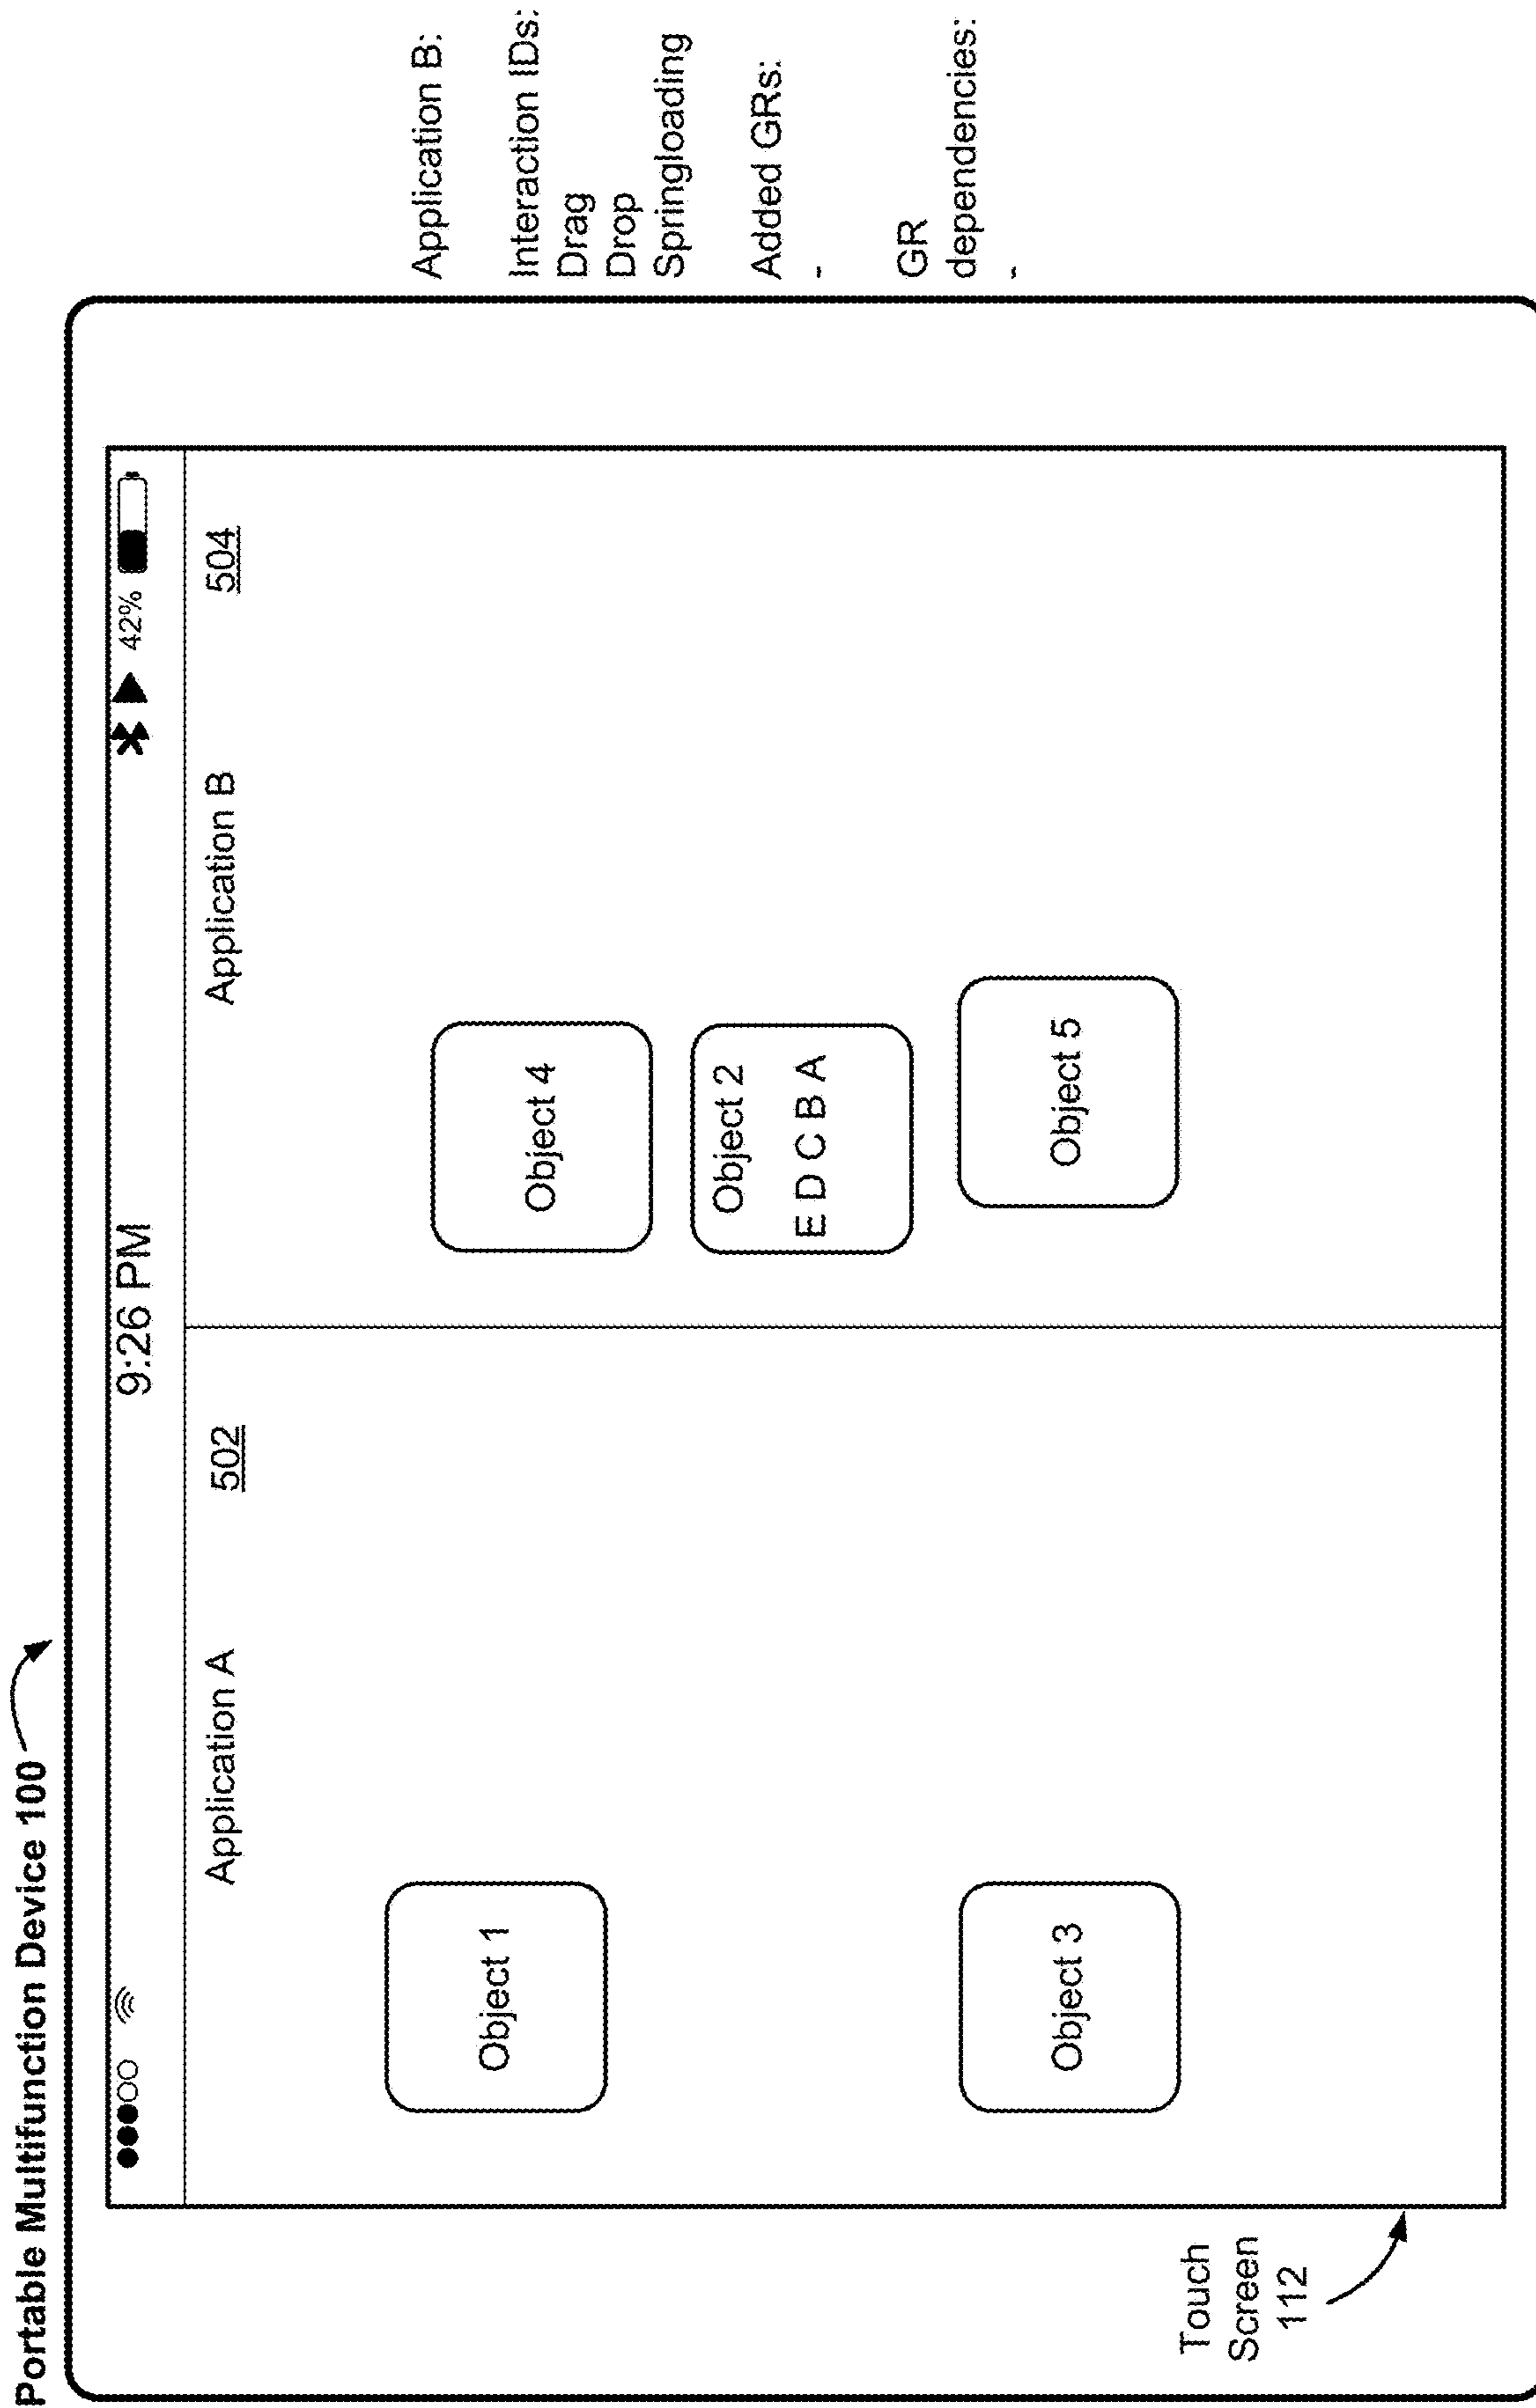 Portable Multifunction Device 100
9:26 PM
42%
Application A
502
Application B
504
Object 1
Object 3
Object 4
Object 2
E D C B A
Object 5
Touch
Screen
112
Application B:
Interaction IDs:
Drag
Drop
Springloading
Added GRs:
-
GR
dependencies:
-